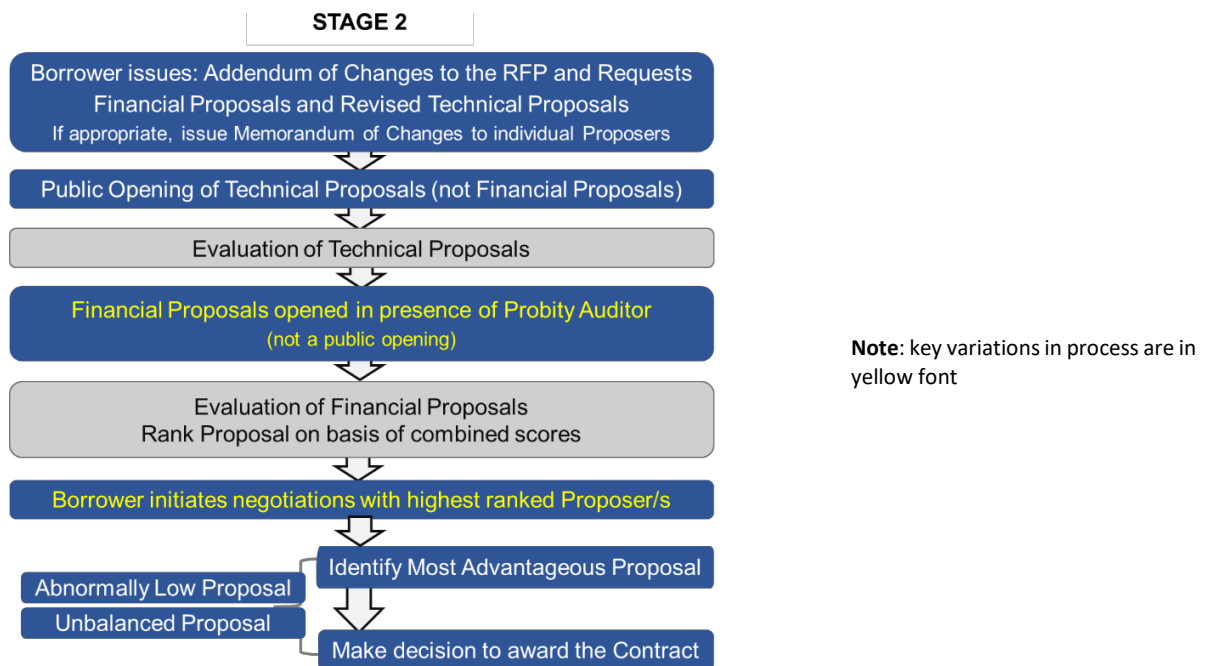 STAGE 2
Borrower issues: Addendum of Changes to the RFP and Requests
Financial Proposals and Revised Technical Proposals
If appropriate, issue Memorandum of Changes to individual Proposers
Public Opening of Technical Proposals (not Financial Proposals)
Evaluation of Technical Proposals
Financial Proposals opened in presence of Probity Auditor
(not a public opening)
Note: key variations in process are in
yellow font
Evaluation of Financial Proposals
Rank Proposal on basis of combined scores
Borrower initiates negotiations with highest ranked Proposer/s
Identify Most Advantageous Proposal
Abnormally Low Proposal
Unbalanced Proposal
Make decision to award the Contract